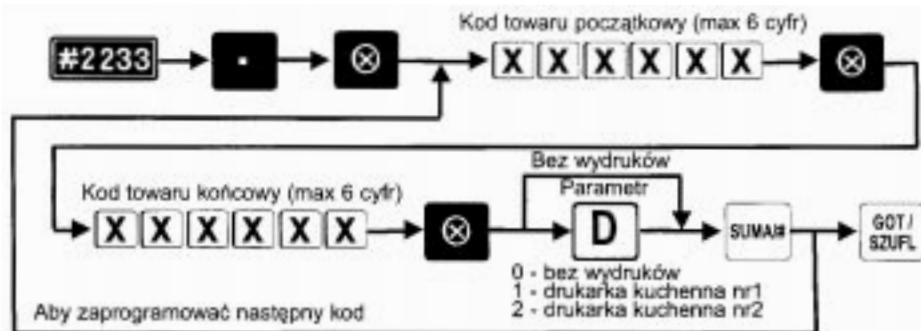 Kod towaru początkowy (max 6 cyfr)
#2233 . ⊗ X X X X X X ⊗
Bez wydruków
Kod towaru końcowy (max 6 cyfr)
Parametr
X X X X X X ⊗ D SUMA/# GOT/
SZUFL
0 - bez wydruków
1 - drukarka kuchenna nr1
2 - drukarka kuchenna nr2
Aby zaprogramować następny kod